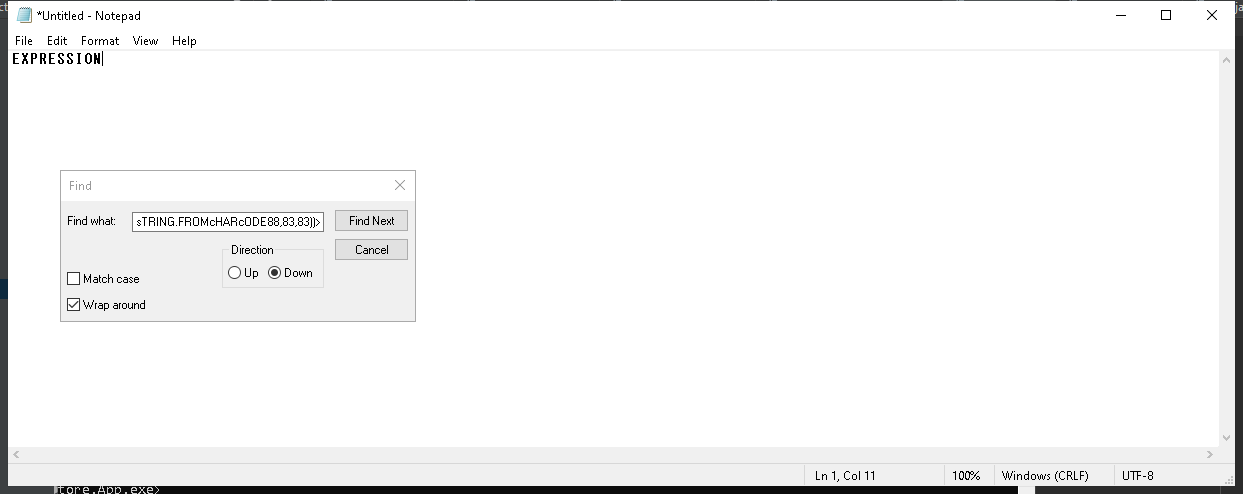 *Untitled - Notepad
File Edit Format View Help
EXPRESSION
Find
Find what: sTRING.FROMcHARcODE88,83,83))> Find Next
Direction Cancel
Up Down
Match case
Wrap around
Ln 1, Col 11 100% Windows (CRLF) UTF-8
tore.App.exe>